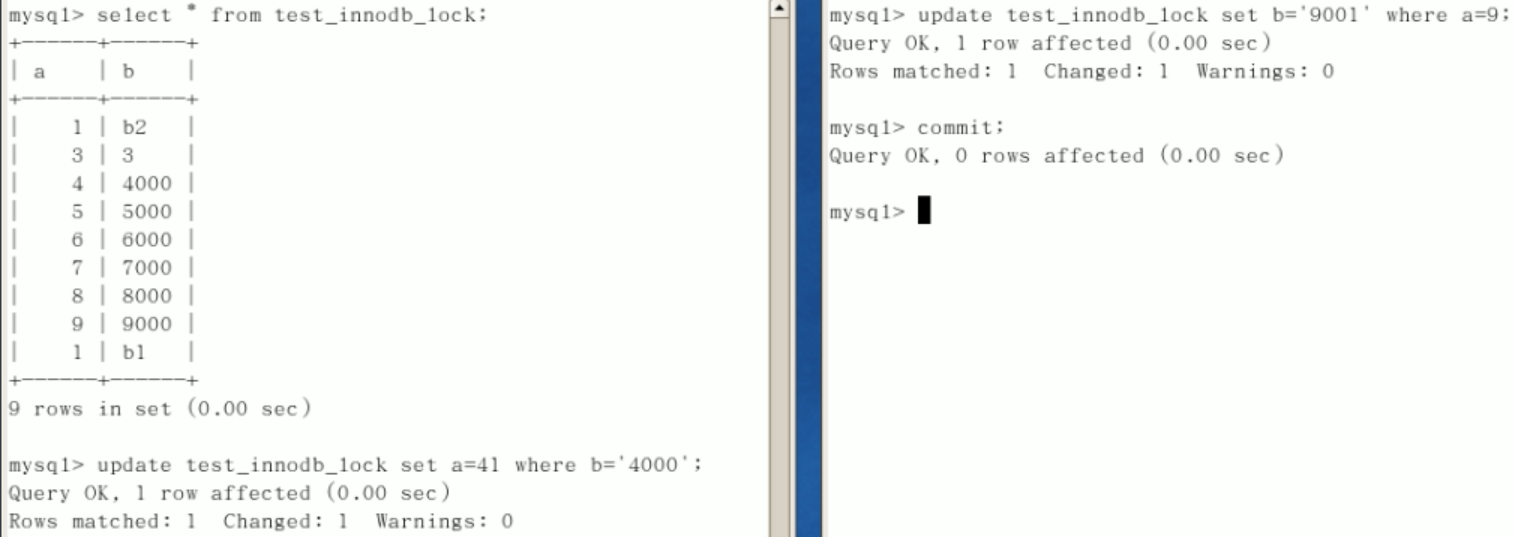 mysql> select * from test_innodb_lock;
+------+------+
| a    | b    |
+------+------+
|    1 | b2   |
|    3 | 3    |
|    4 | 4000 |
|    5 | 5000 |
|    6 | 6000 |
|    7 | 7000 |
|    8 | 8000 |
|    9 | 9000 |
|    1 | b1   |
+------+------+
9 rows in set (0.00 sec)
mysql> update test_innodb_lock set a=41 where b='4000';
Query OK, 1 row affected (0.00 sec)
Rows matched: 1  Changed: 1  Warnings: 0
mysql> update test_innodb_lock set b='9001' where a=9;
Query OK, 1 row affected (0.00 sec)
Rows matched: 1  Changed: 1  Warnings: 0
mysql> commit;
Query OK, 0 rows affected (0.00 sec)
mysql>